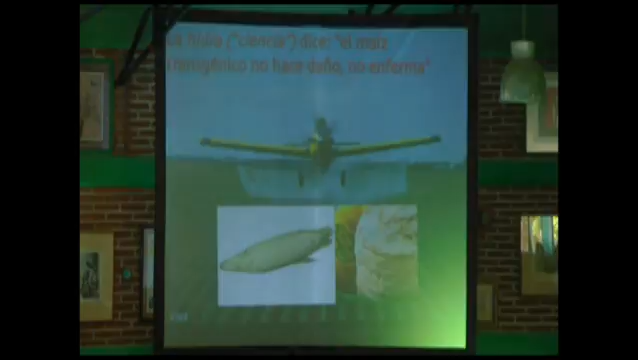 ("ciencia") dice: "el maíz
transgénico no hace daño, no enferma"